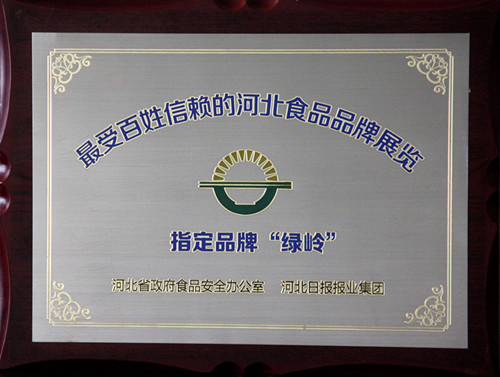 最受百姓信赖的河北食品品牌展览
指定品牌“绿岭”
河北省政府食品安全办公室 河北日报报业集团